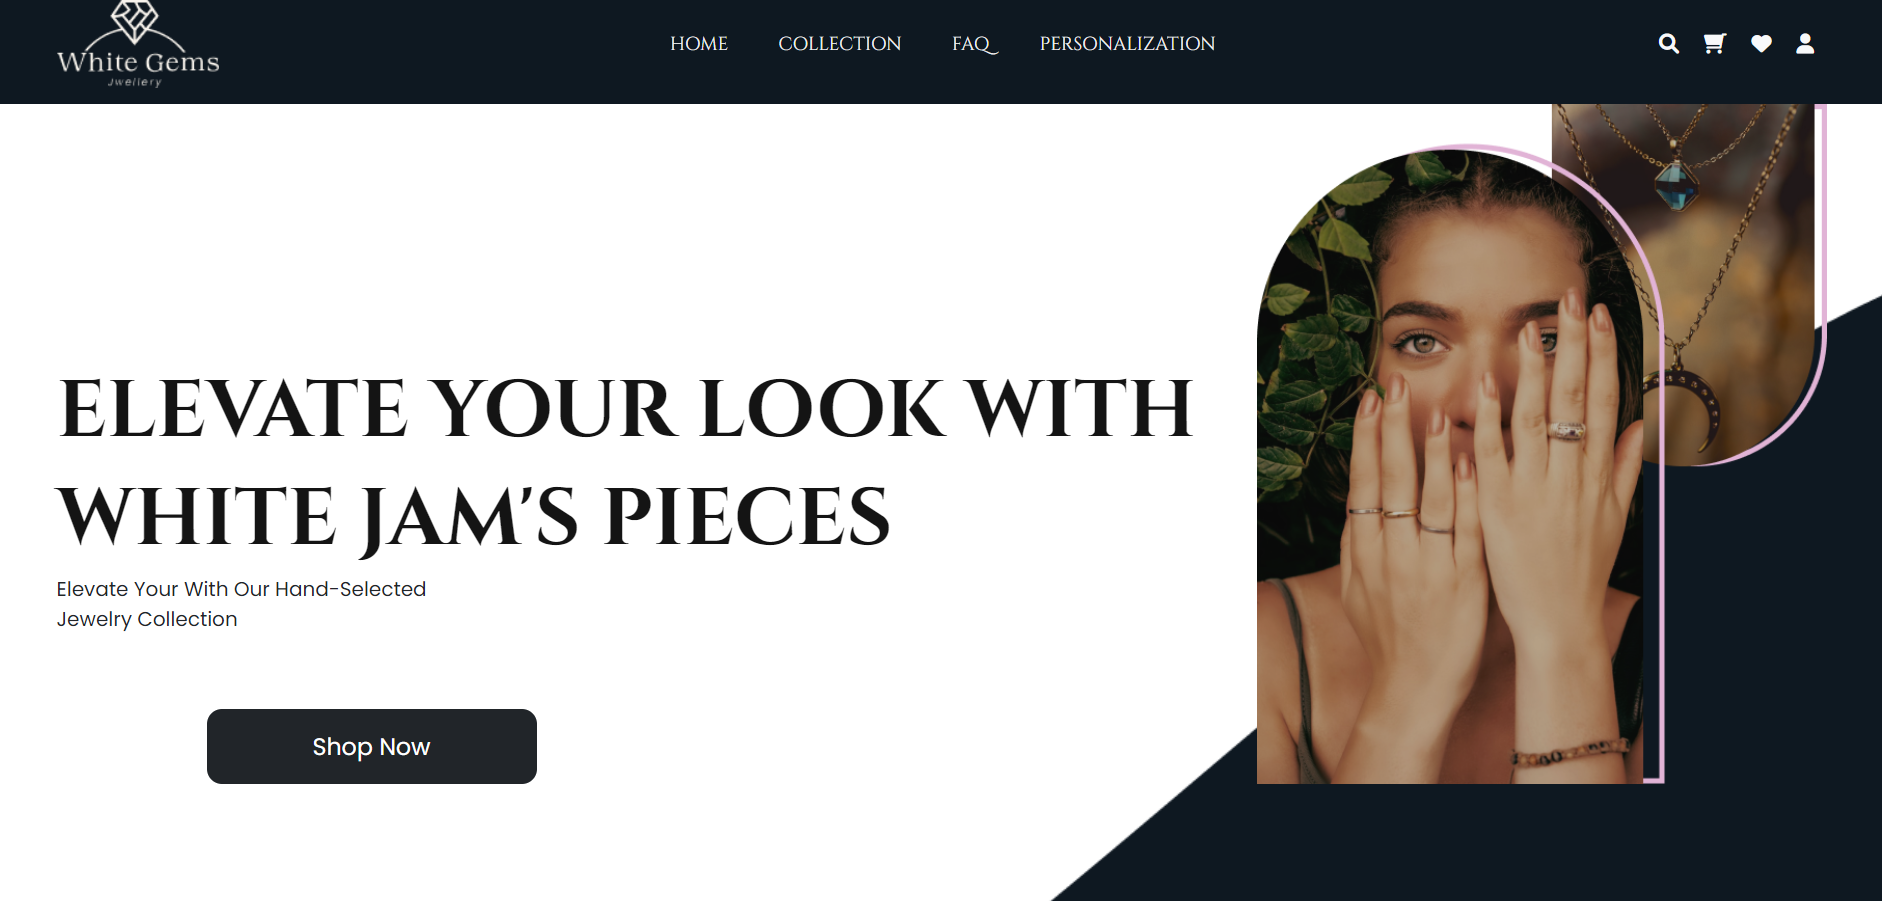 White Gems
Jwellery
HOME COLLECTION FAQ PERSONALIZATION
ELEVATE YOUR LOOK WITH
WHITE JAM'S PIECES
Elevate Your With Our Hand-Selected
Jewelry Collection
Shop Now